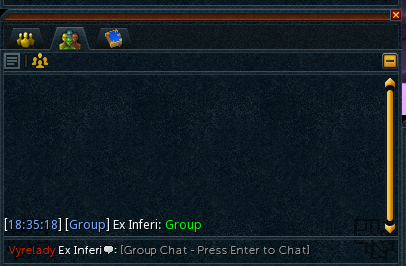 [18:35:18] [Group] Ex Inferi: Group
Vyrelady Ex Inferi: [Group Chat - Press Enter to Chat]